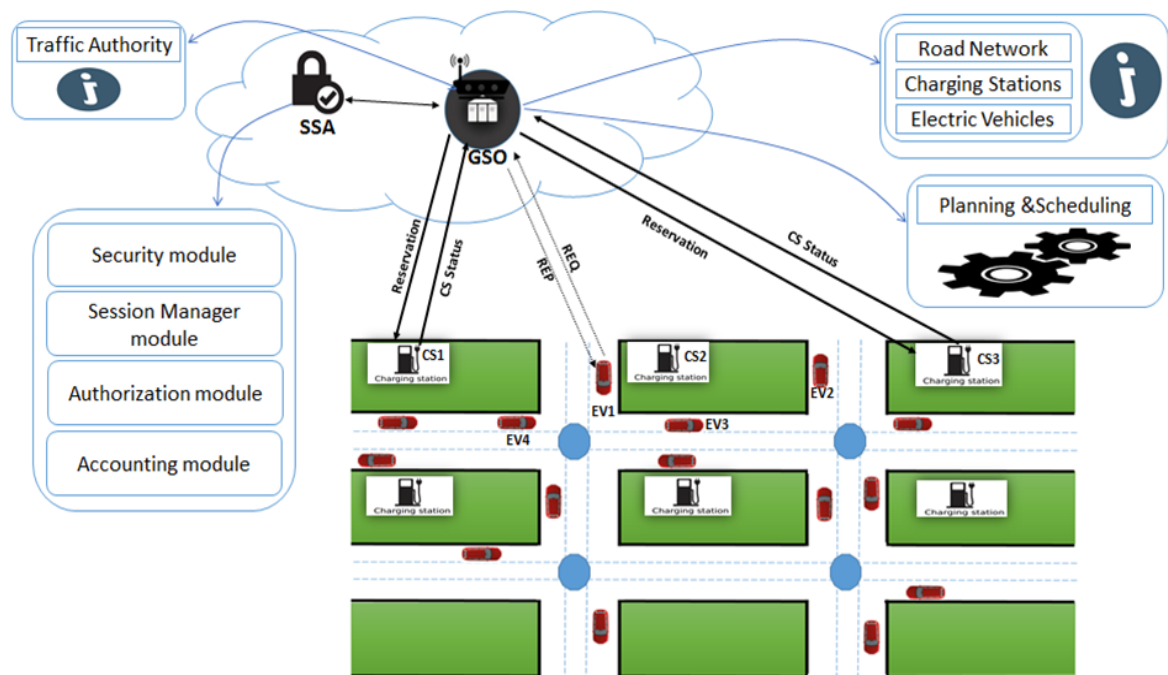 Traffic Authority
SSA
GSO
Road Network
Charging Stations
Electric Vehicles
Planning &Scheduling
Security module
Session Manager
module
Authorization module
Accounting module
Reservation
CS Status
REP
REQ
Reservation
CS Status
CS1
Charging station
CS2
Charging station
CS3
Charging station
EV1
EV2
EV3
EV4
Charging station
Charging station
Charging station